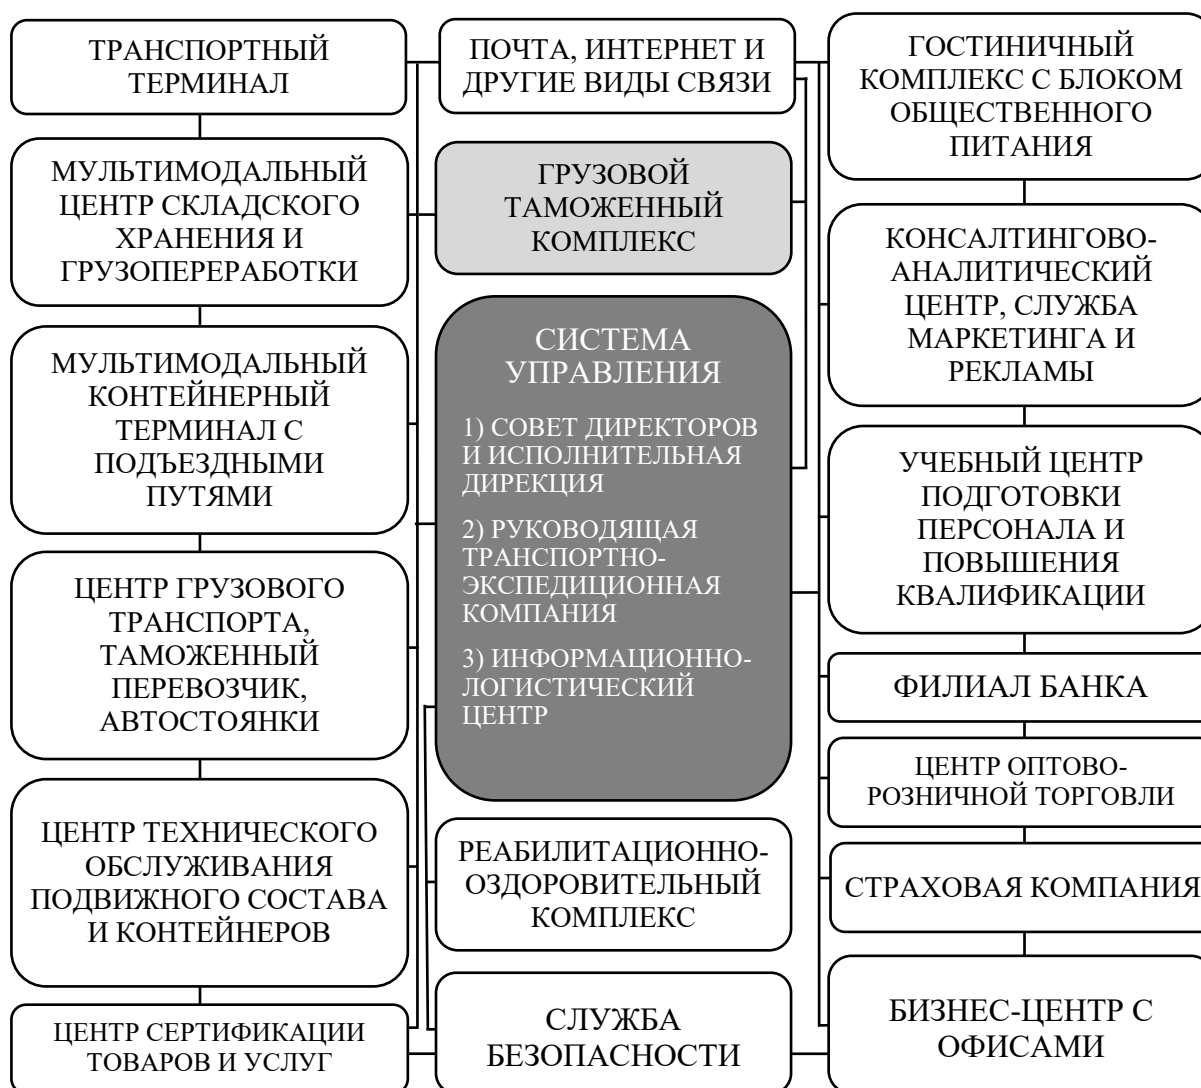 ТРАНСПОРТНЫЙ
ТЕРМИНАЛ
МУЛЬТИМОДАЛЬНЫЙ
ЦЕНТР СКЛАДСКОГО
ХРАНЕНИЯ И
ГРУЗОПЕРЕРАБОТКИ
МУЛЬТИМОДАЛЬНЫЙ
КОНТЕЙНЕРНЫЙ
ТЕРМИНАЛ С
ПОДЪЕЗДНЫМИ
ПУТЯМИ
ЦЕНТР ГРУЗОВОГО
ТРАНСПОРТА,
ТАМОЖЕННЫЙ
ПЕРЕВОЗЧИК,
АВТОСТОЯНКИ
ЦЕНТР ТЕХНИЧЕСКОГО
ОБСЛУЖИВАНИЯ
ПОДВИЖНОГО СОСТАВА
И КОНТЕЙНЕРОВ
ЦЕНТР СЕРТИФИКАЦИИ
ТОВАРОВ И УСЛУГ
ПОЧТА, ИНТЕРНЕТ И
ДРУГИЕ ВИДЫ СВЯЗИ
ГРУЗОВОЙ
ТАМОЖЕННЫЙ
КОМПЛЕКС
СИСТЕМА
УПРАВЛЕНИЯ
1) СОВЕТ ДИРЕКТОРОВ
И ИСПОЛНИТЕЛЬНАЯ
ДИРЕКЦИЯ
2) РУКОВОДЯЩАЯ
ТРАНСПОРТНО-
ЭКСПЕДИЦИОННАЯ
КОМПАНИЯ
3) ИНФОРМАЦИОННО-
ЛОГИСТИЧЕСКИЙ
ЦЕНТР
РЕАБИЛИТАЦИОННО-
ОЗДОРОВИТЕЛЬНЫЙ
КОМПЛЕКС
СЛУЖБА
БЕЗОПАСНОСТИ
ГОСТИНИЧНЫЙ
КОМПЛЕКС С БЛОКОМ
ОБЩЕСТВЕННОГО
ПИТАНИЯ
КОНСАЛТИНГОВО-
АНАЛИТИЧЕСКИЙ
ЦЕНТР, СЛУЖБА
МАРКЕТИНГА И
РЕКЛАМЫ
УЧЕБНЫЙ ЦЕНТР
ПОДГОТОВКИ
ПЕРСОНАЛА И
ПОВЫШЕНИЯ
КВАЛИФИКАЦИИ
ФИЛИАЛ БАНКА
ЦЕНТР ОПТОВО-
РОЗНИЧНОЙ ТОРГОВЛИ
СТРАХОВАЯ КОМПАНИЯ
БИЗНЕС-ЦЕНТР С
ОФИСАМИ